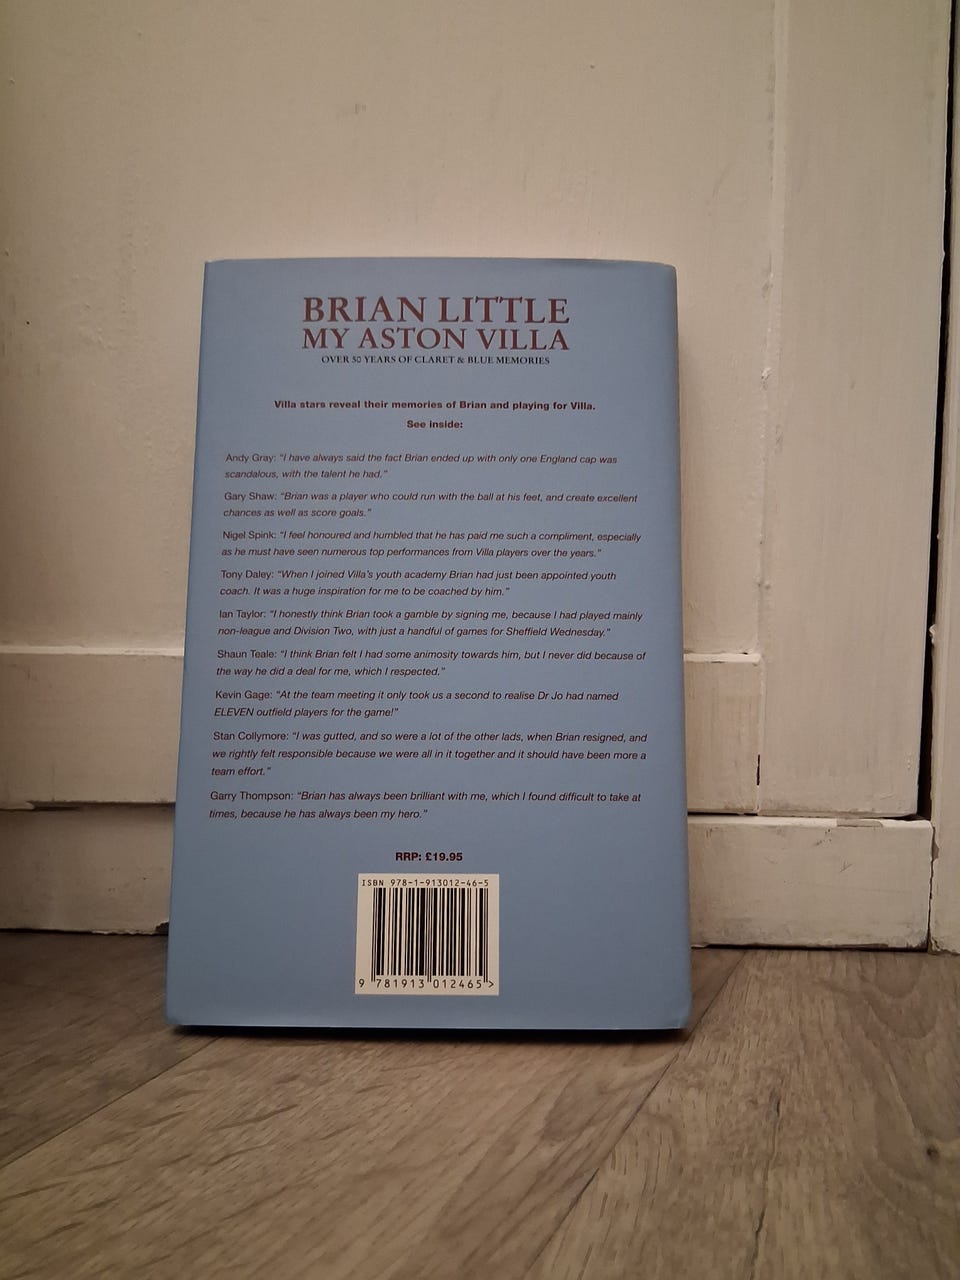 BRIAN LITTLE
MY ASTON VILLA
OVER 50 YEARS OF CLARET & BLUE MEMORIES
Villa stars reveal their memories of Brian and playing for Villa.
See inside:
Andy Gray: “I have always said the fact Brian ended up with only one England cap was
scandalous, with the talent he had.”
Gary Shaw: “Brian was a player who could run with the ball at his feet, and create excellent
chances as well as score goals.”
Nigel Spink: “I feel honoured and humbled that he has paid me such a compliment, especially
as he must have seen numerous top performances from Villa players over the years.”
Tony Daley: “When I joined Villa’s youth academy Brian had just been appointed youth
coach. It was a huge inspiration for me to be coached by him.”
Ian Taylor: “I honestly think Brian took a gamble by signing me, because I had played mainly
non-league and Division Two, with just a handful of games for Sheffield Wednesday.”
Shaun Teale: “I think Brian felt I had some animosity towards him, but I never did because of
the way he did a deal for me, which I respected.”
Kevin Gage: “At the team meeting it only took us a second to realise Dr Jo had named
ELEVEN outfield players for the game!”
Stan Collymore: “I was gutted, and so were a lot of the other lads, when Brian resigned, and
we rightly felt responsible because we were all in it together and it should have been more a
team effort.”
Garry Thompson: “Brian has always been brilliant with me, which I found difficult to take at
times, because he has always been my hero.”
RRP: £19.95
ISBN 978-1-913012-46-5
9 781913 012465 >